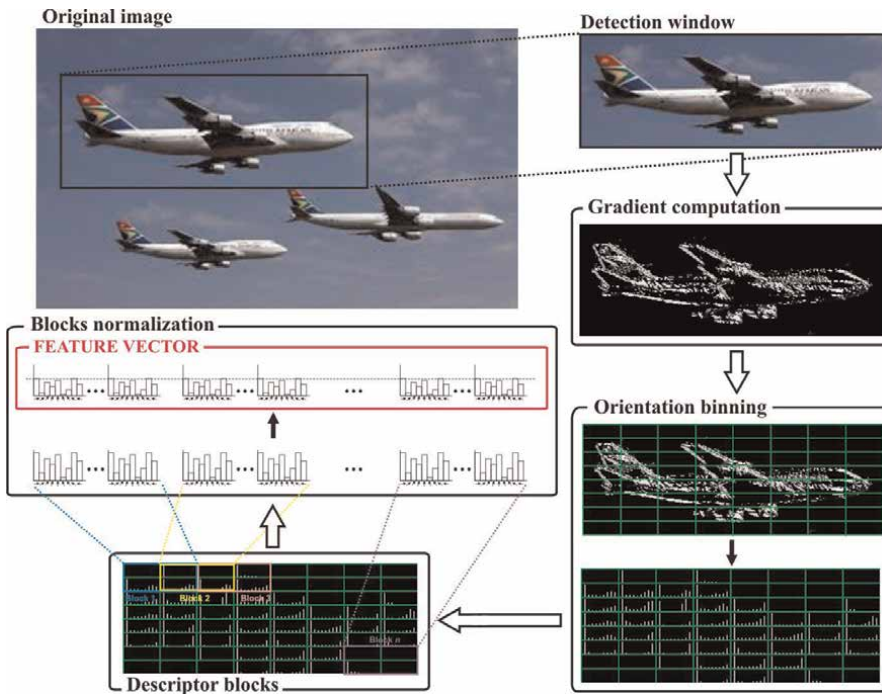 Original image
Detection window
AFRICAN
Gradient computation
Blocks normalization
FEATURE VECTOR
Orientation binning
Block 1
Block 2
Block 3
Block n
Descriptor blocks